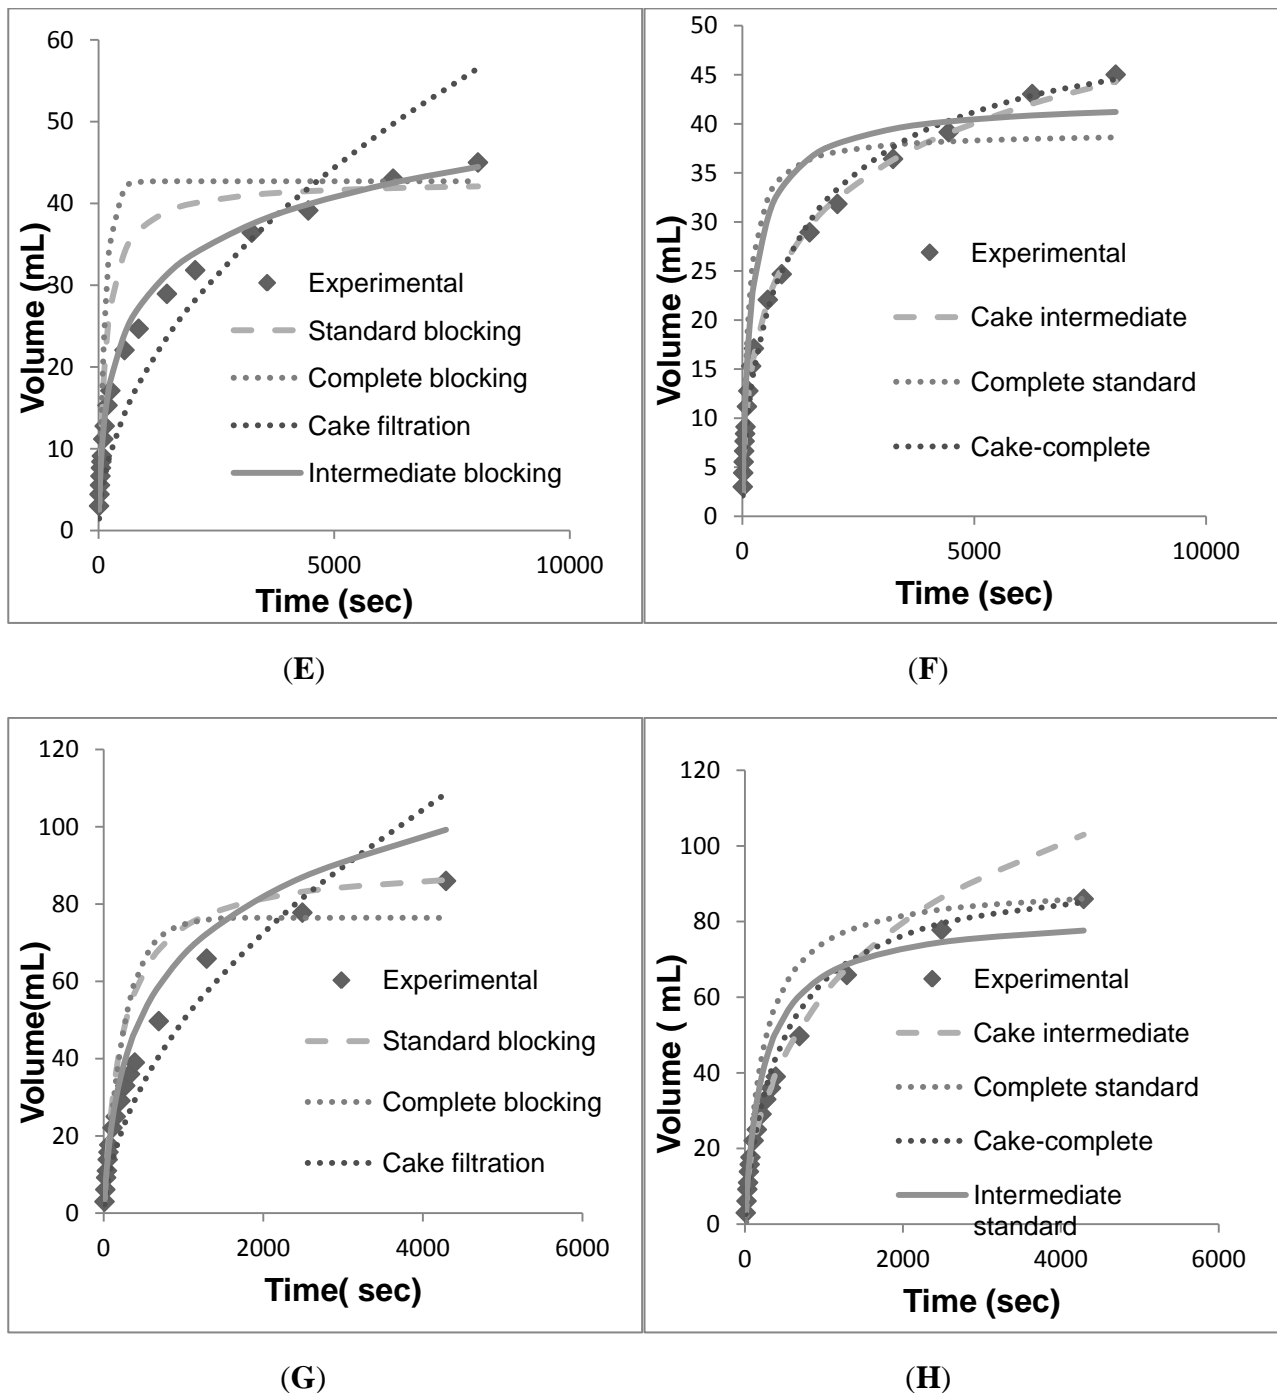 60
50
40
30
20
10
0
Volume (mL)
Experimental
Standard blocking
Complete blocking
Cake filtration
Intermediate blocking
0
5000
10000
Time (sec)
(E)
50
45
40
35
30
25
20
15
10
5
0
Volume (mL)
Experimental
Cake intermediate
Complete standard
Cake-complete
0
5000
10000
Time (sec)
(F)
120
100
80
60
40
20
0
Volume(mL)
Experimental
Standard blocking
Complete blocking
Cake filtration
0
2000
4000
6000
Time( sec)
(G)
120
100
80
60
40
20
0
Volume ( mL)
Experimental
Cake intermediate
Complete standard
Cake-complete
Intermediate
standard
0
2000
4000
6000
Time (sec)
(H)